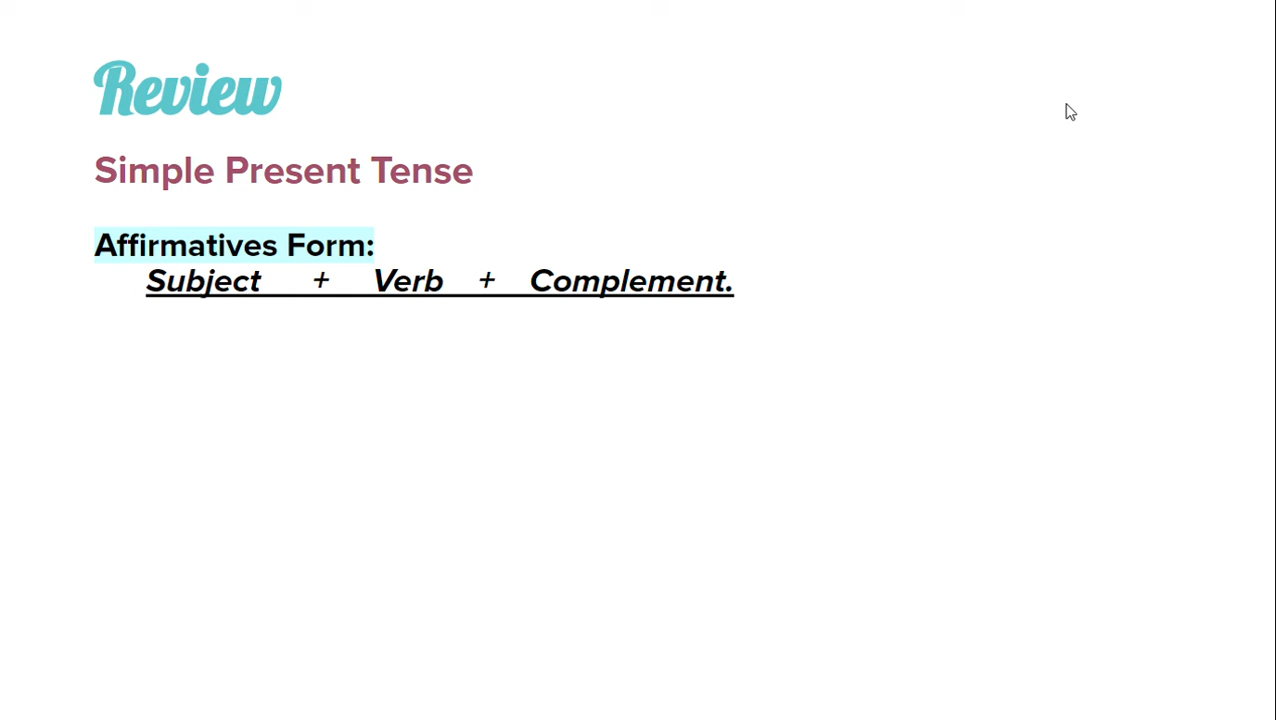 Review
Simple Present Tense
Affirmatives Form:
Subject + Verb + Complement.